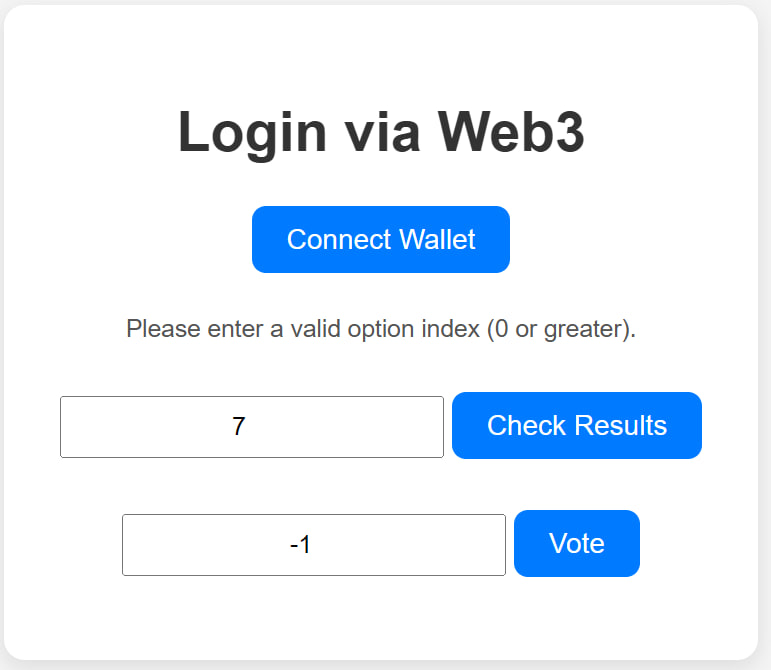 Login via Web3
Connect Wallet
Please enter a valid option index (0 or greater).
7 Check Results
-1 Vote